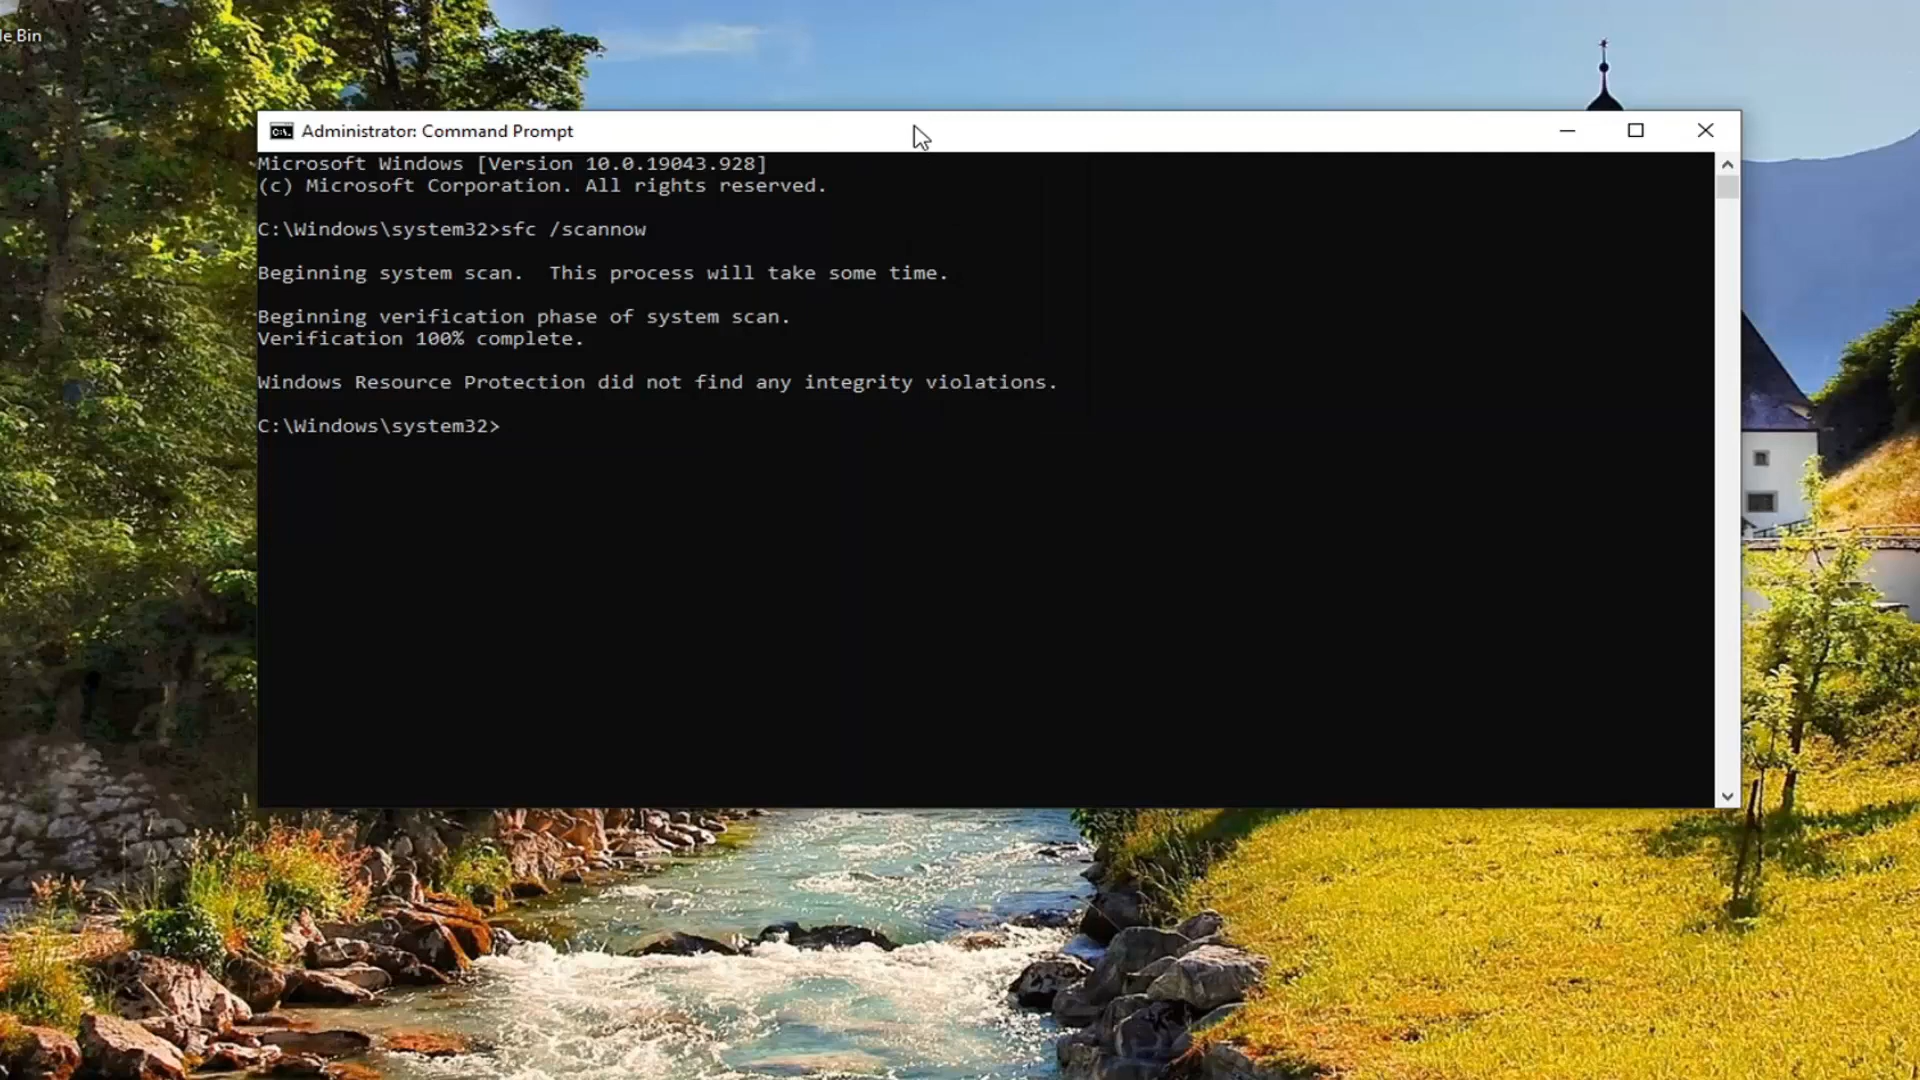 le Bin
Administrator: Command Prompt
Microsoft Windows [Version 10.0.19043.928]
(c) Microsoft Corporation. All rights reserved.
C:\Windows\system32>sfc /scannow
Beginning system scan.  This process will take some time.
Beginning verification phase of system scan.
Verification 100% complete.
Windows Resource Protection did not find any integrity violations.
C:\Windows\system32>